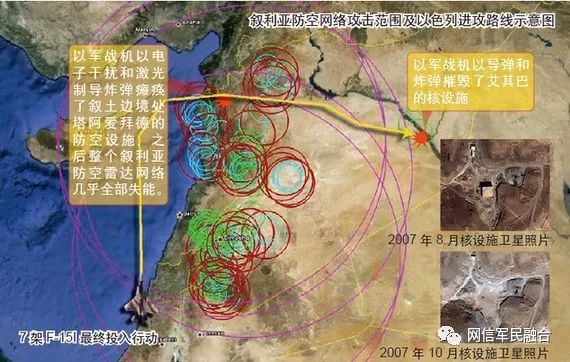 叙利亚防空网络攻击范围及以色列进攻路线示意图
以军战机以电
子干扰和激光
制导炸弹瘫痪
了叙土边境处
塔阿爱拜德的
防空设施，之
后整个叙利亚
防空雷达网络
几乎全部失能。
以军战机以导弹和
炸弹摧毁了艾其巴
的核设施
2007 年 8 月核设施卫星照片
2007 年 10 月核设施卫星照片
7 架 F-15I 最终投入行动
网信军民融合